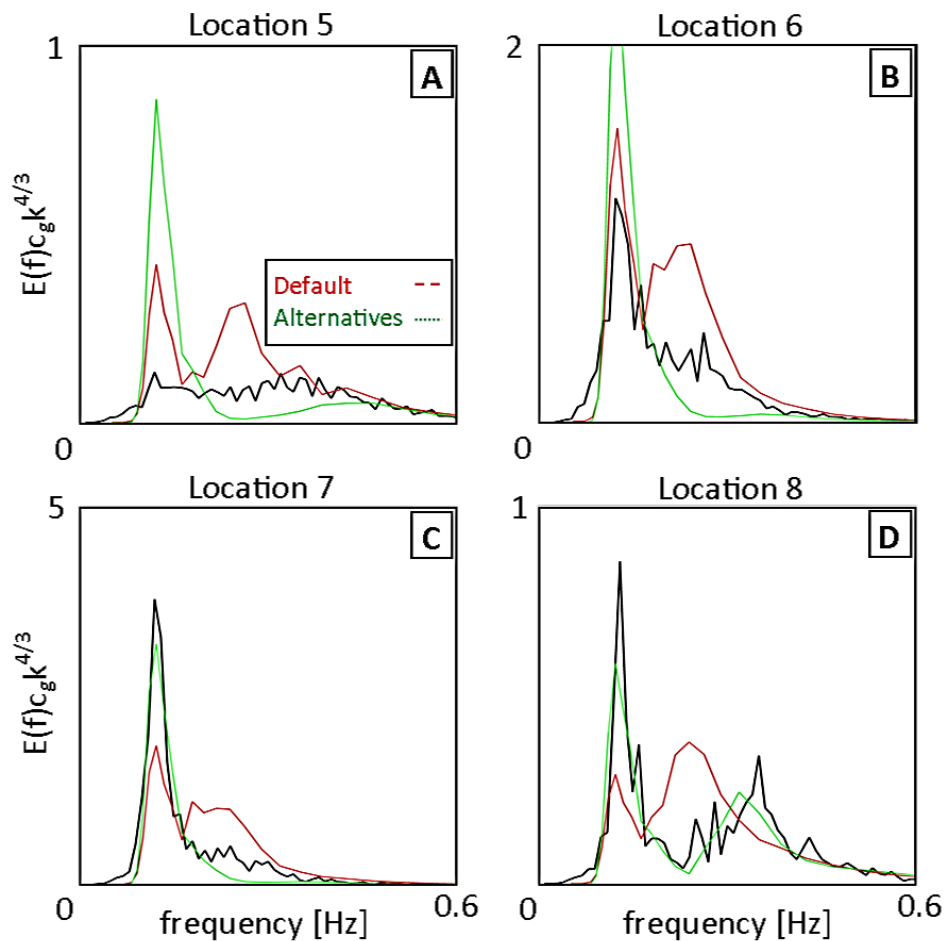 Location 5
Location 6
1
A
2
B
E(f)c_gk^{4/3}
Default
Alternatives
0
0
Location 7
Location 8
5
C
1
D
E(f)c_gk^{4/3}
0
frequency [Hz]
0.6
0
frequency [Hz]
0.6